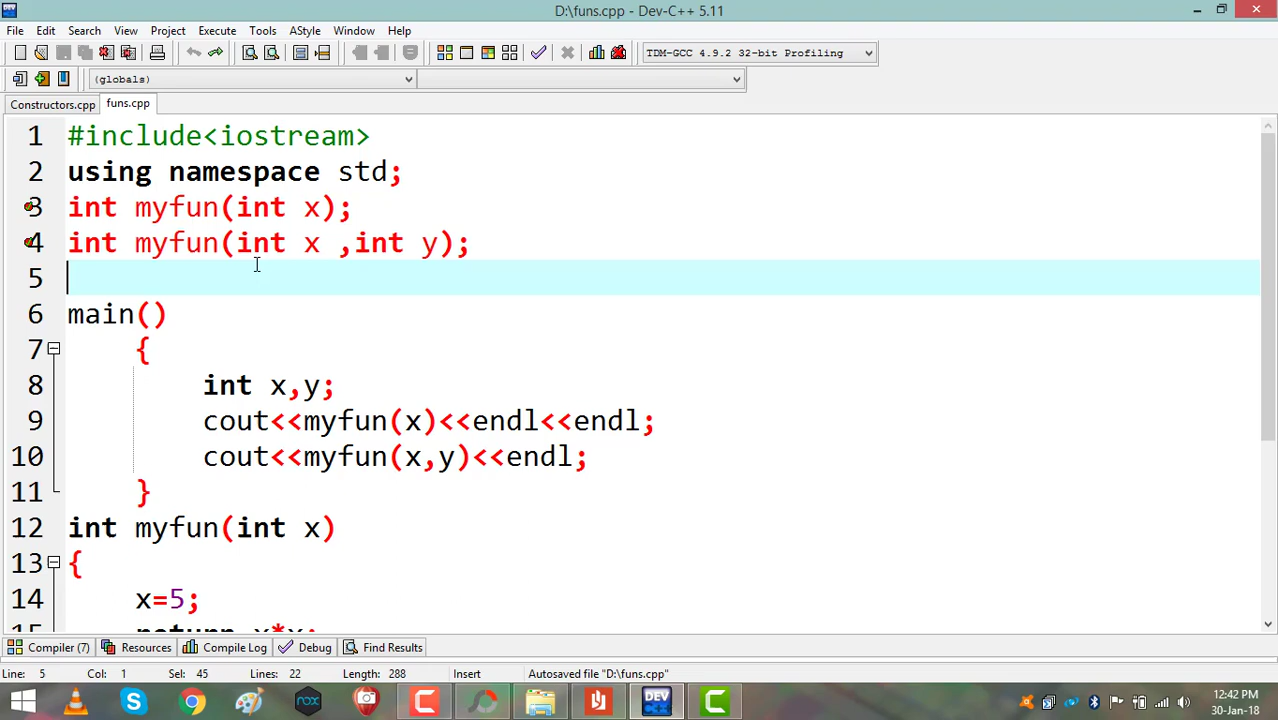 D:\funs.cpp - Dev-C++ 5.11
File Edit Search View Project Execute Tools AStyle Window Help
TDM-GCC 4.9.2 32-bit Profiling
(globals)
Constructors.cpp funs.cpp
1 #include<iostream>
2 using namespace std;
3 int myfun(int x);
4 int myfun(int x ,int y);
5
6 main()
7 {
8 int x,y;
9 cout<<myfun(x)<<endl<<endl;
10 cout<<myfun(x,y)<<endl;
11 }
12 int myfun(int x)
13 {
14 x=5;
15 return x*x;
Compiler (7) Resources Compile Log Debug Find Results
Line: 5 Col: 1 Sel: 45 Lines: 22 Length: 288 Insert Autosaved file "D:\funs.cpp"
nox DEV
12:42 PM
30-Jan-18